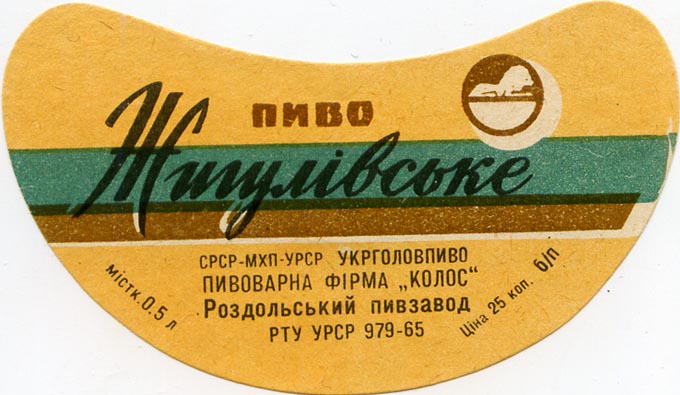 пиво
Жигулівське
СРСР-МХП-УРСР УКРГОЛОВПИВО
ПИВОВАРНА ФІРМА „КОЛОС“
Роздольський пивзавод
РТУ УРСР 979-65
містк. 0.5 л
Ціна 25 коп. б/п